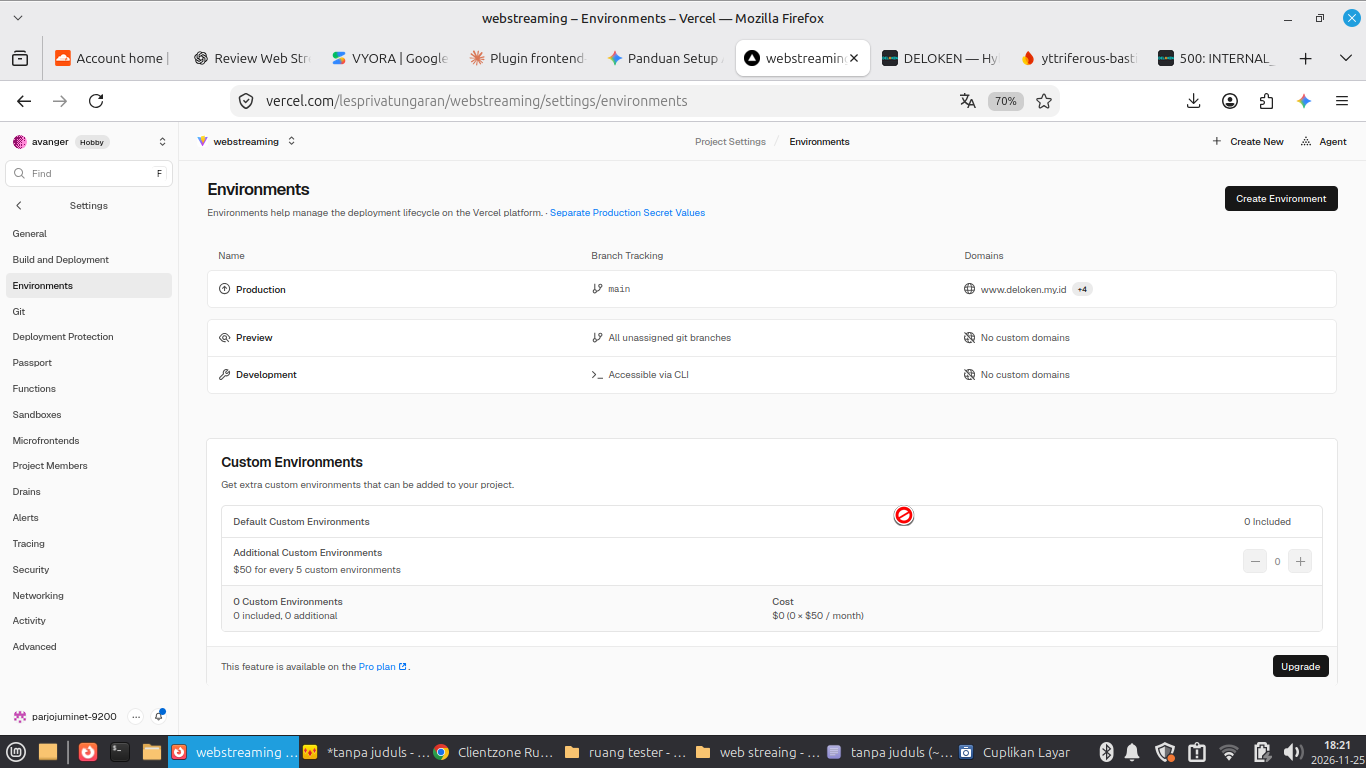 webstreaming – Environments – Vercel — Mozilla Firefox
Account home |
Review Web Str
VYORA | Google
Plugin frontend
Panduan Setup
webstreaming
DELOKEN — Hy
yttriferous-basti
500: INTERNAL_
vercel.com/lesprivatungaran/webstreaming/settings/environments
70%
avanger Hobby
webstreaming
Project Settings / Environments
Create New
Agent
Find F
Settings
General
Build and Deployment
Environments
Git
Deployment Protection
Passport
Functions
Sandboxes
Microfrontends
Project Members
Drains
Alerts
Tracing
Security
Networking
Activity
Advanced
parjojuminet-9200
Environments
Environments help manage the deployment lifecycle on the Vercel platform. · Separate Production Secret Values
Create Environment
Name Branch Tracking Domains
Production main www.deloken.my.id +4
Preview All unassigned git branches No custom domains
Development Accessible via CLI No custom domains
Custom Environments
Get extra custom environments that can be added to your project.
Default Custom Environments 0 Included
Additional Custom Environments
$50 for every 5 custom environments
0
0 Custom Environments Cost
0 included, 0 additional $0 (0 × $50 / month)
This feature is available on the Pro plan.
Upgrade
webstreaming ...
*tanpa juduls - ...
Clientzone Ru...
ruang tester - ...
web streaing - ...
tanpa juduls (~...
Cuplikan Layar
18:21
2026-11-25